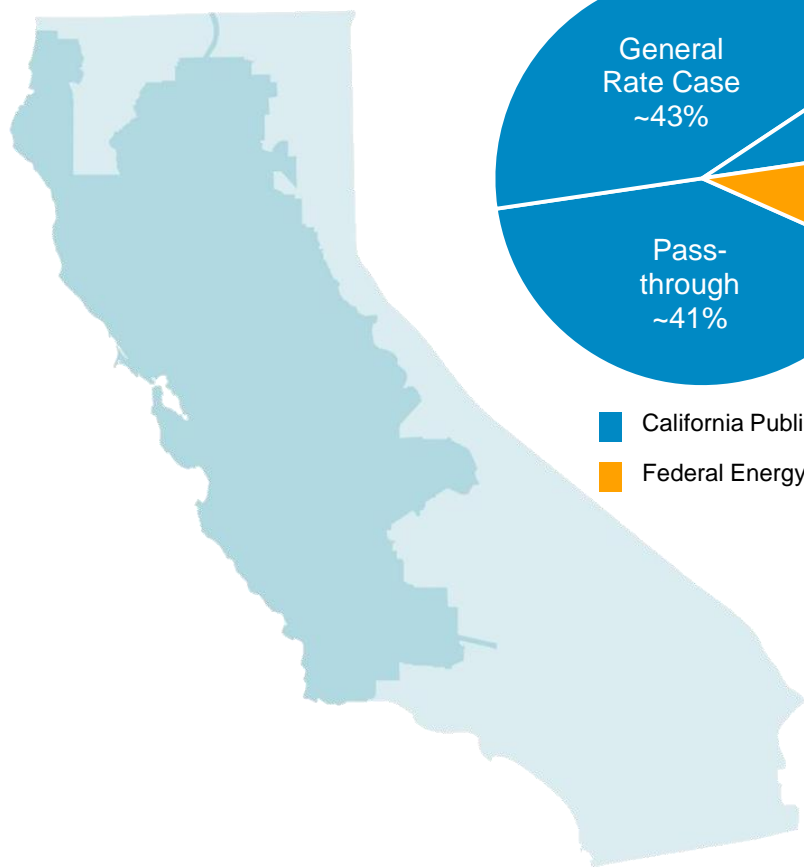 General
Rate Case
~43%
Pass-
through
~41%
California Publi
Federal Energy